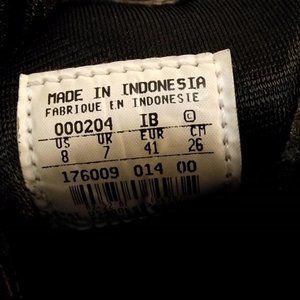 MADE IN INDONESIA
FABRIQUE EN INDONESIE
000204 IB C
US UK EUR CM
8 7 41 26
176009 014 00